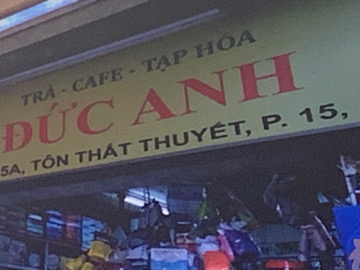 TRÀ - CAFE - TẠP HÓA
ĐỨC ANH
5A, TÔN THẤT THUYẾT, P. 15,